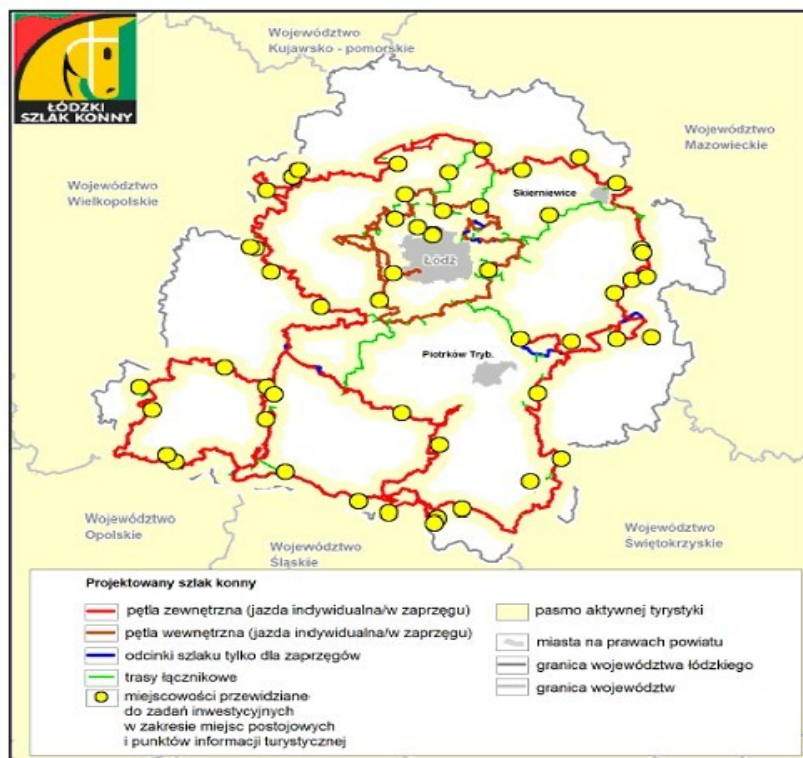 ŁÓDZKI
SZLAK KONNY
Województwo
Kujawsko - pomorskie
Województwo
Mazowieckie
Województwo
Wielkopolskie
Skierniewice
Łódź
Piotrków Tryb.
Województwo
Opolskie
Województwo
Śląskie
Województwo
Świętokrzyskie
Projektowany szlak konny
pętla zewnętrzna (jazda indywidualna/w zaprzęgu)
pętla wewnętrzna (jazda indywidualna/w zaprzęgu)
odcinki szlaku tylko dla zaprzęgów
trasy łącznikowe
miejscowości przewidziane
do zadań inwestycyjnych
w zakresie miejsc postojowych
i punktów informacji turystycznej
pasmo aktywnej turystyki
miasta na prawach powiatu
granica województwa łódzkiego
granica województw